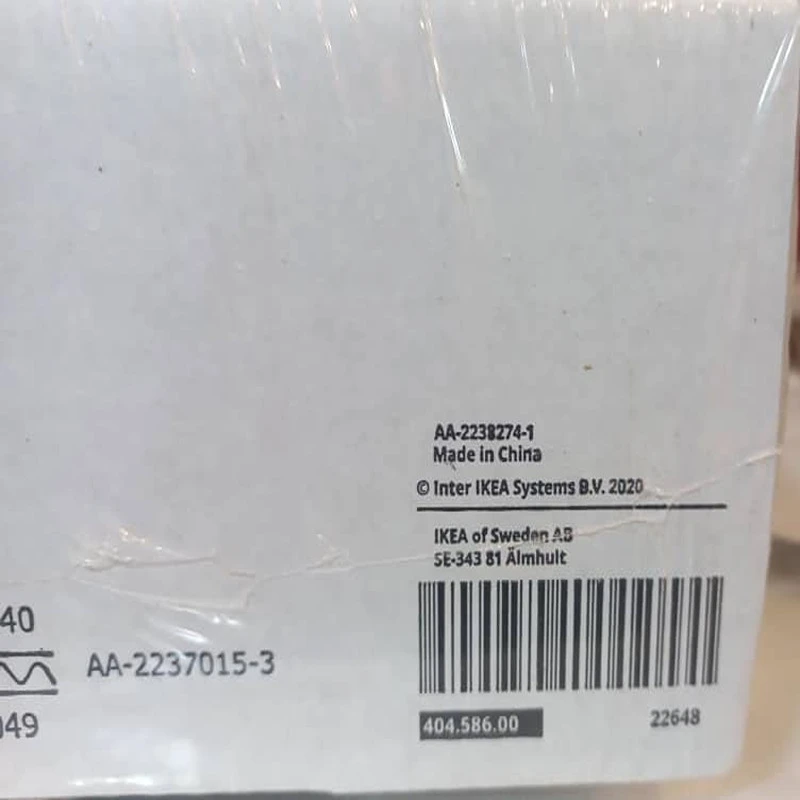 AA-2238274-1
Made in China
© Inter IKEA Systems B.V. 2020
IKEA of Sweden AB
SE-343 81 Älmhult
40
AA-2237015-3
049
404.586.00
22648